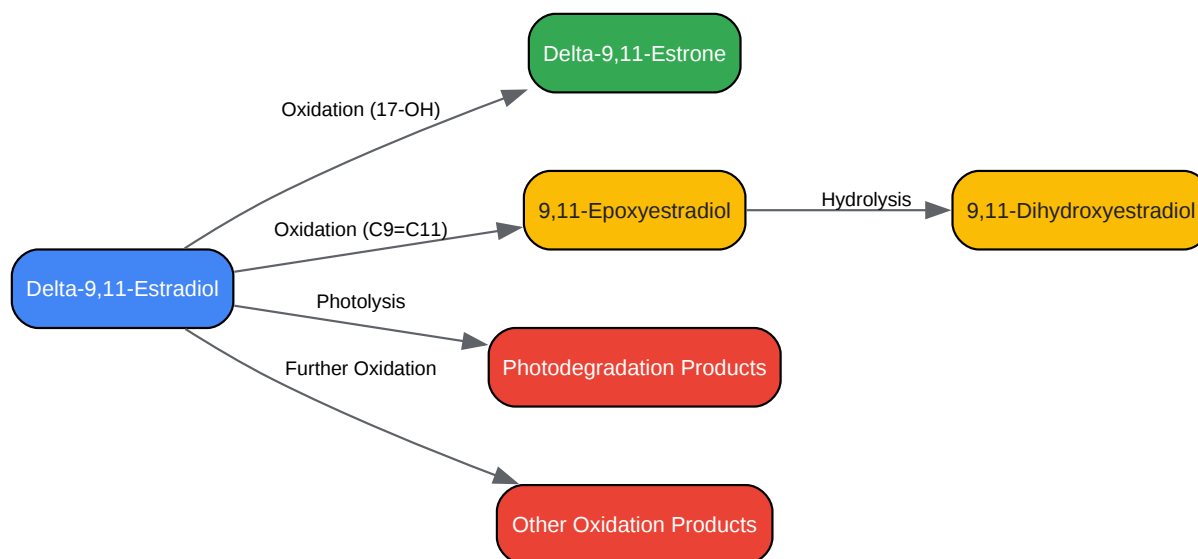 Delta-9,11-Estrone
Oxidation (17-OH)
9,11-Epoxyestradiol
Hydrolysis
9,11-Dihydroxyestradiol
Oxidation (C9=C11)
Delta-9,11-Estradiol
Photolysis
Photodegradation Products
Further Oxidation
Other Oxidation Products